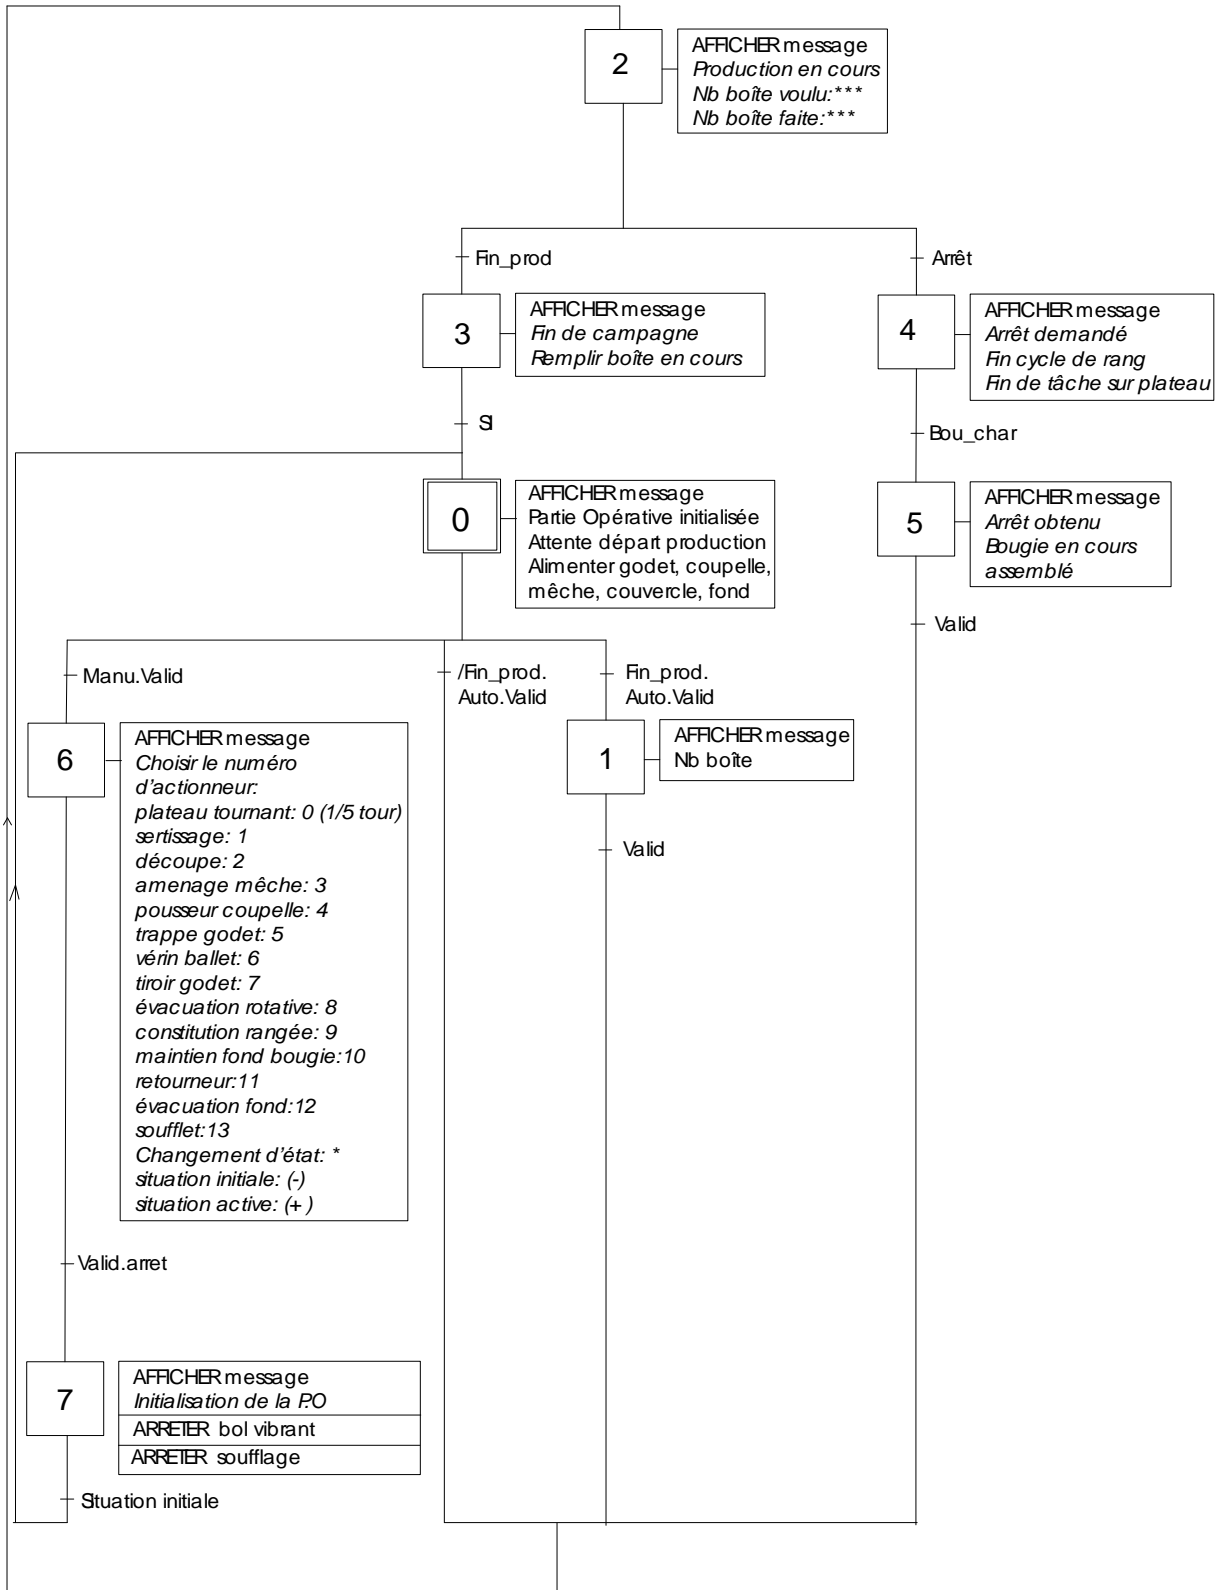 2
AFFICHER message
Production en cours
Nb boîte voulu:***
Nb boîte faite:***
Fin_prod
Arrêt
3
AFFICHER message
Fin de campagne
Remplir boîte en cours
4
AFFICHER message
Arrêt demandé
Fin cycle de rang
Fin de tâche sur plateau
SI
Bou_char
0
AFFICHER message
Partie Opérative initialisée
Attente départ production
Alimenter godet, coupelle,
mêche, couvercle, fond
5
AFFICHER message
Arrêt obtenu
Bougie en cours
assemblé
Valid
Manu.Valid
/Fin_prod.
Auto.Valid
Fin_prod.
Auto.Valid
6
AFFICHER message
Choisir le numéro
d'actionneur:
plateau tournant: 0 (1/5 tour)
sertissage: 1
découpe: 2
amenage mêche: 3
pousseur coupelle: 4
trappe godet: 5
vérin ballet: 6
tiroir godet: 7
évacuation rotative: 8
constitution rangée: 9
maintien fond bougie:10
retourneur:11
évacuation fond:12
soufflet:13
Changement d'état: *
situation initiale: (-)
situation active: (+)
1
AFFICHER message
Nb boîte
Valid
Valid.arret
7
AFFICHER message
Initialisation de la P.O
ARRETER bol vibrant
ARRETER soufflage
Situation initiale